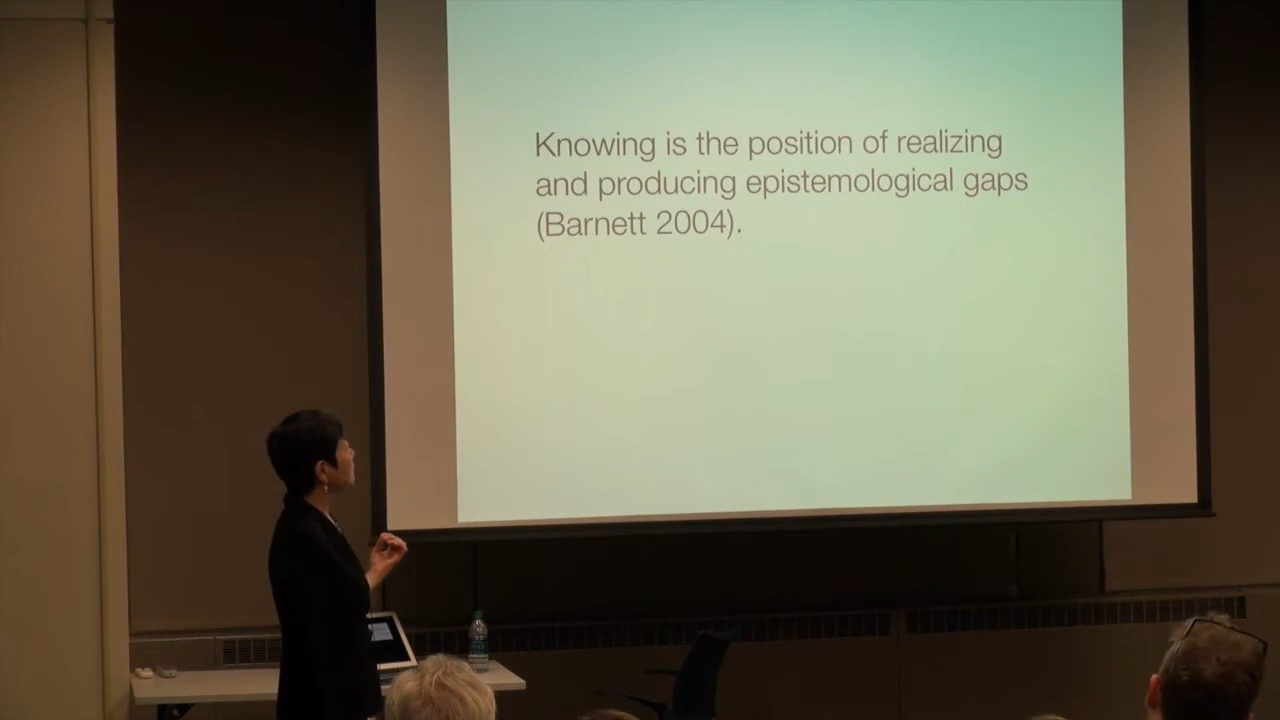 Knowing is the position of realizing
and producing epistemological gaps
(Barnett 2004).